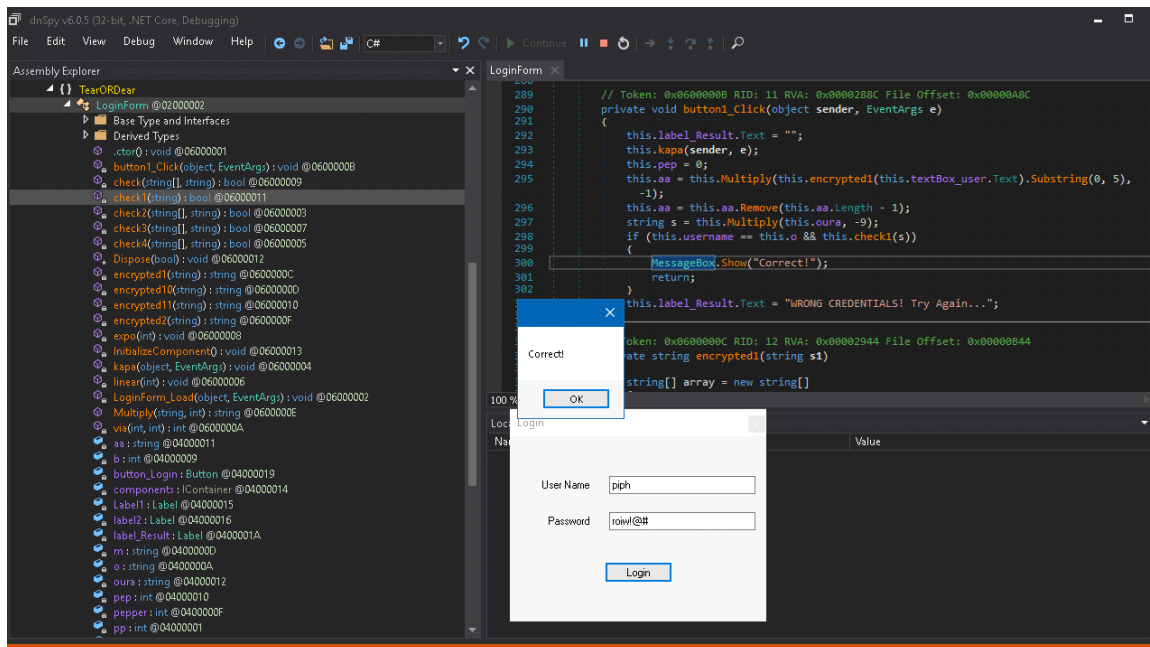 dnSpy v6.0.5 (32-bit, .NET Core, Debugging)
File Edit View Debug Window Help C# Continue
Assembly Explorer
LoginForm
{} TearORDear
LoginForm @02000002
Base Type and Interfaces
Derived Types
.ctor() : void @06000001
button1_Click(object, EventArgs) : void @0600000B
check(string[], string) : bool @06000009
check1(string) : bool @06000011
check2(string[], string) : bool @06000003
check3(string[], string) : bool @06000007
check4(string[], string) : bool @06000005
Dispose(bool) : void @06000012
encrypted1(string) : string @0600000C
encrypted10(string) : string @0600000D
encrypted11(string) : string @06000010
encrypted2(string) : string @0600000F
expo(int) : void @06000008
InitializeComponent() : void @06000013
kapa(object, EventArgs) : void @06000004
linear(int) : void @06000006
LoginForm_Load(object, EventArgs) : void @06000002
Multiply(string, int) : string @0600000E
via(int, int) : int @0600000A
aa : string @04000011
b : int @04000009
button_Login : Button @04000019
components : IContainer @04000014
Label1 : Label @04000015
label2 : Label @04000016
label_Result : Label @0400001A
m : string @0400000D
o : string @0400000A
oura : string @04000012
pep : int @04000010
pepper : int @0400000F
pp : int @04000001
289 // Token: 0x0600000B RID: 11 RVA: 0x0000288C File Offset: 0x00000A8C
290 private void button1_Click(object sender, EventArgs e)
291 {
292 this.label_Result.Text = "";
293 this.kapa(sender, e);
294 this.pep = 0;
295 this.aa = this.Multiply(this.encrypted1(this.textBox_user.Text).Substring(0, 5),
-1);
296 this.aa = this.aa.Remove(this.aa.Length - 1);
297 string s = this.Multiply(this.oura, -9);
298 if (this.username == this.o && this.check1(s))
299 {
300 MessageBox.Show("Correct!");
301 return;
302 }
this.label_Result.Text = "WRONG CREDENTIALS! Try Again...";
oken: 0x0600000C RID: 12 RVA: 0x00002944 File Offset: 0x00000B44
ate string encrypted1(string s1)
string[] array = new string[]
100 %
Correct!
OK
Loc
Na
Value
Login
User Name piph
Password roiw!@#
Login